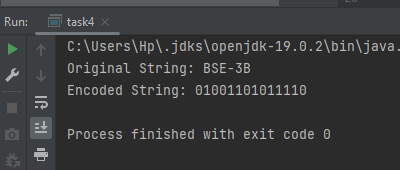 Run: task4
C:\Users\Hp\.jdks\openjdk-19.0.2\bin\java.
Original String: BSE-3B
Encoded String: 01001101011110
Process finished with exit code 0